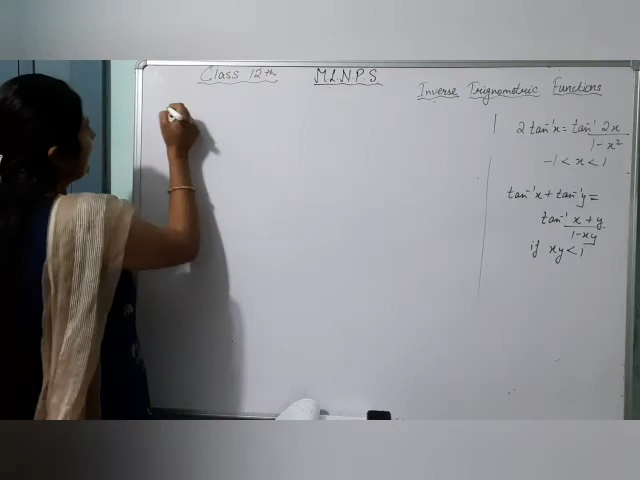 Class 12th M.L.N.P.S
Inverse Trignometric Functions
2 tan⁻¹x = tan⁻¹ 2x
1-x²
-1 < x < 1
tan⁻¹x + tan⁻¹y =
tan⁻¹ x + y
1-xy
if xy < 1